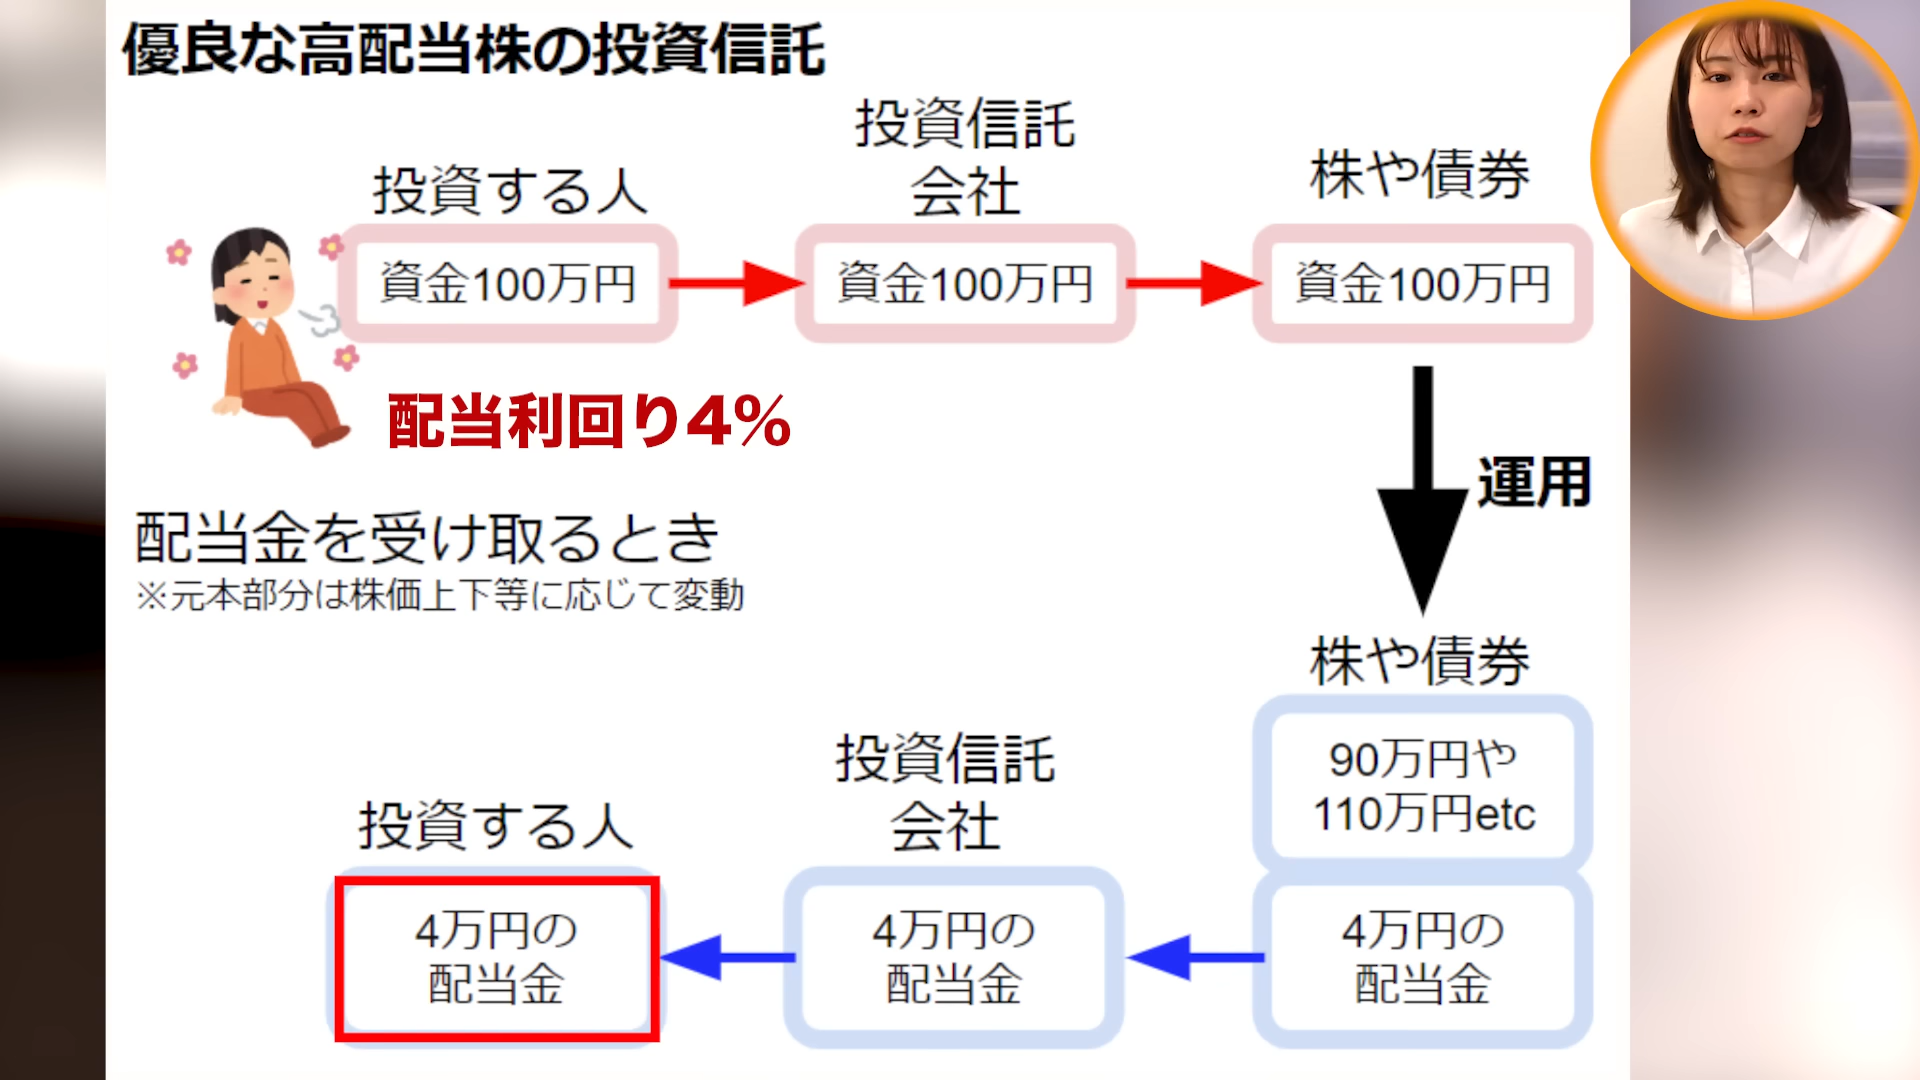 優良な高配当株の投資信託
投資する人
投資信託
会社
株や債券
資金100万円
資金100万円
資金100万円
配当利回り4%
運用
配当金を受け取るとき
※元本部分は株価上下等に応じて変動
株や債券
90万円や
110万円etc
投資信託
会社
投資する人
4万円の
配当金
4万円の
配当金
4万円の
配当金